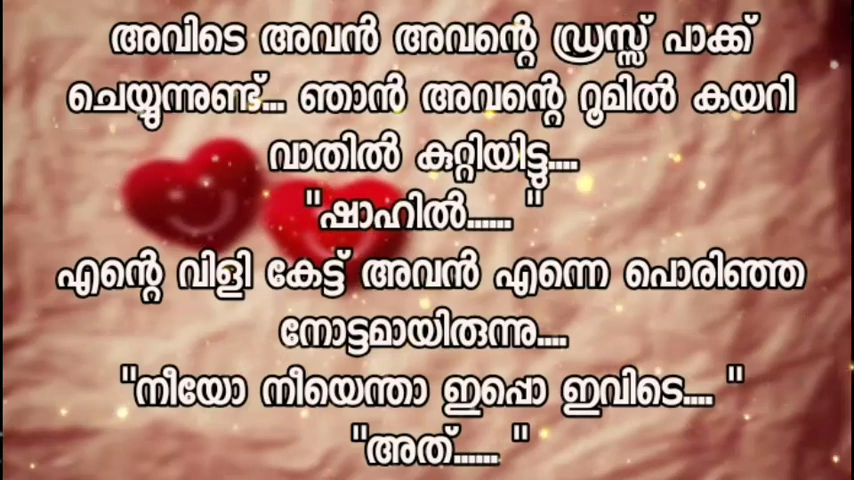 അവിടെ അവൻ അവന്റെ ഡ്രസ്സ് പാക്ക്
ചെയ്യുന്നുണ്ട്... ഞാൻ അവന്റെ റൂമിൽ കയറി
വാതിൽ കുറ്റിയിട്ടു....
"ഷാഹിൽ...... "
എന്റെ വിളി കേട്ട് അവൻ എന്നെ പൊരിഞ്ഞ
നോട്ടമായിരുന്നു....
"നീയോ നീയെന്താ ഇപ്പൊ ഇവിടെ.... "
"അത്...... "